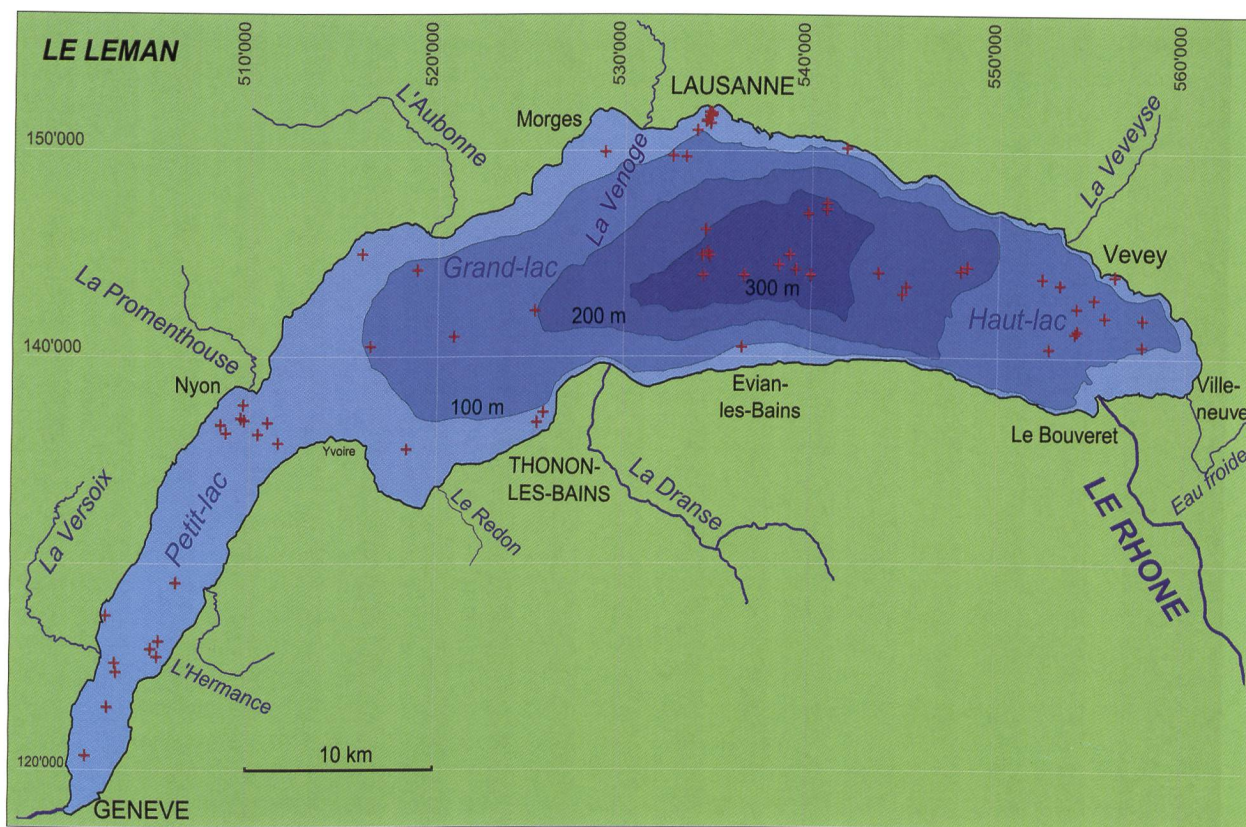 LE LEMAN
510'000
520'000
530'000
540'000
550'000
560'000
LAUSANNE
Morges
L'Aubonne
La Venoge
La Veveyse
150'000
Vevey
Grand-lac
La Promenthouse
300 m
200 m
Haut-lac
140'000
Nyon
100 m
Evian-
les-Bains
Ville-
neuve
Le Bouveret
Yvoire
THONON-
LES-BAINS
La Dranse
Eau froide
La Versoix
Petit-lac
Le Redon
LE RHONE
L'Hermance
10 km
120'000
GENEVE